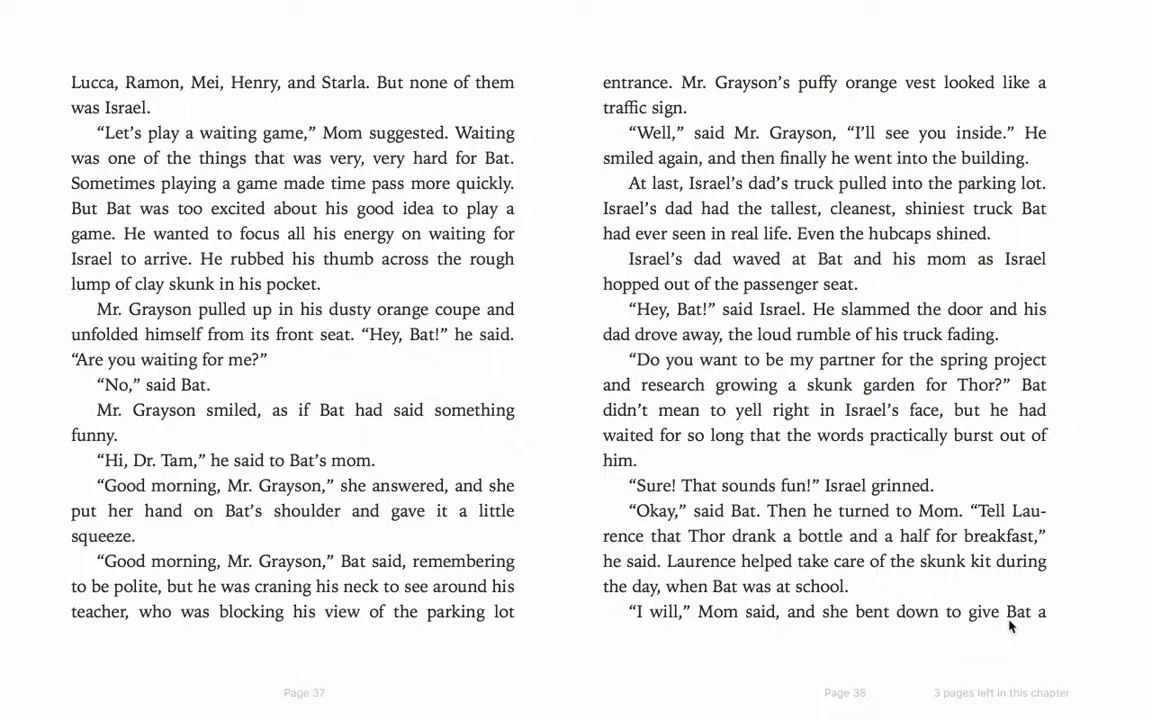 Lucca, Ramon, Mei, Henry, and Starla. But none of them
was Israel.
“Let’s play a waiting game,” Mom suggested. Waiting
was one of the things that was very, very hard for Bat.
Sometimes playing a game made time pass more quickly.
But Bat was too excited about his good idea to play a
game. He wanted to focus all his energy on waiting for
Israel to arrive. He rubbed his thumb across the rough
lump of clay skunk in his pocket.
Mr. Grayson pulled up in his dusty orange coupe and
unfolded himself from its front seat. “Hey, Bat!” he said.
“Are you waiting for me?”
“No,” said Bat.
Mr. Grayson smiled, as if Bat had said something
funny.
“Hi, Dr. Tam,” he said to Bat’s mom.
“Good morning, Mr. Grayson,” she answered, and she
put her hand on Bat’s shoulder and gave it a little
squeeze.
“Good morning, Mr. Grayson,” Bat said, remembering
to be polite, but he was craning his neck to see around his
teacher, who was blocking his view of the parking lot
Page 37
entrance. Mr. Grayson’s puffy orange vest looked like a
traffic sign.
“Well,” said Mr. Grayson, “I’ll see you inside.” He
smiled again, and then finally he went into the building.
At last, Israel’s dad’s truck pulled into the parking lot.
Israel’s dad had the tallest, cleanest, shiniest truck Bat
had ever seen in real life. Even the hubcaps shined.
Israel’s dad waved at Bat and his mom as Israel
hopped out of the passenger seat.
“Hey, Bat!” said Israel. He slammed the door and his
dad drove away, the loud rumble of his truck fading.
“Do you want to be my partner for the spring project
and research growing a skunk garden for Thor?” Bat
didn’t mean to yell right in Israel’s face, but he had
waited for so long that the words practically burst out of
him.
“Sure! That sounds fun!” Israel grinned.
“Okay,” said Bat. Then he turned to Mom. “Tell Lau-
rence that Thor drank a bottle and a half for breakfast,”
he said. Laurence helped take care of the skunk kit during
the day, when Bat was at school.
“I will,” Mom said, and she bent down to give Bat a
Page 38
3 pages left in this chapter